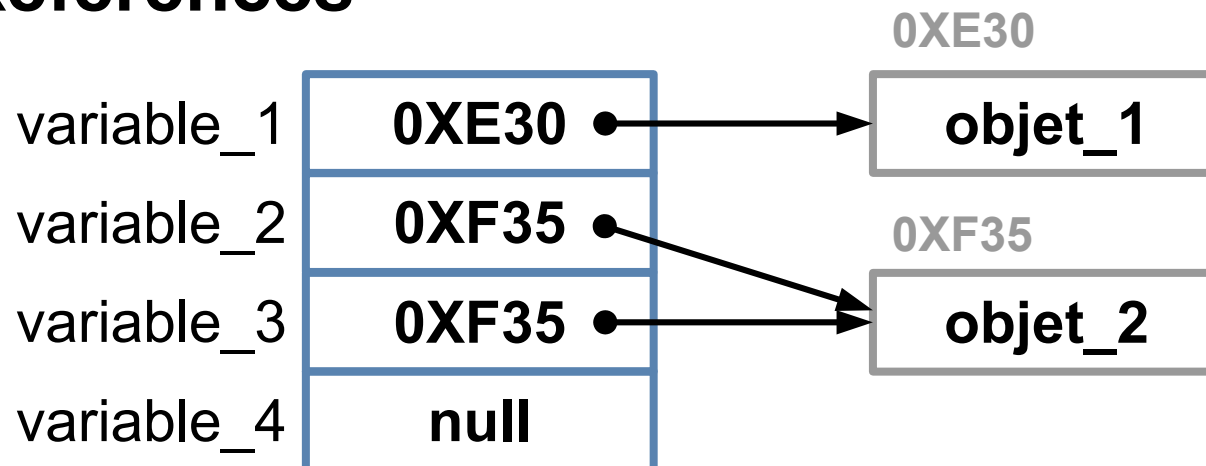 0XE30
variable_1 0XE30 objet_1
variable_2 0XF35
0XF35
variable_3 0XF35 objet_2
variable_4 null